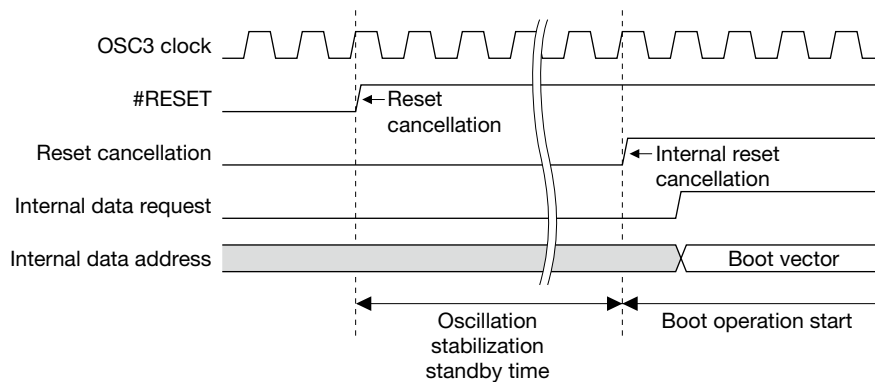 OSC3 clock
#RESET
Reset
cancellation
Reset cancellation
Internal reset
cancellation
Internal data request
Internal data address
Boot vector
Oscillation
stabilization
standby time
Boot operation start